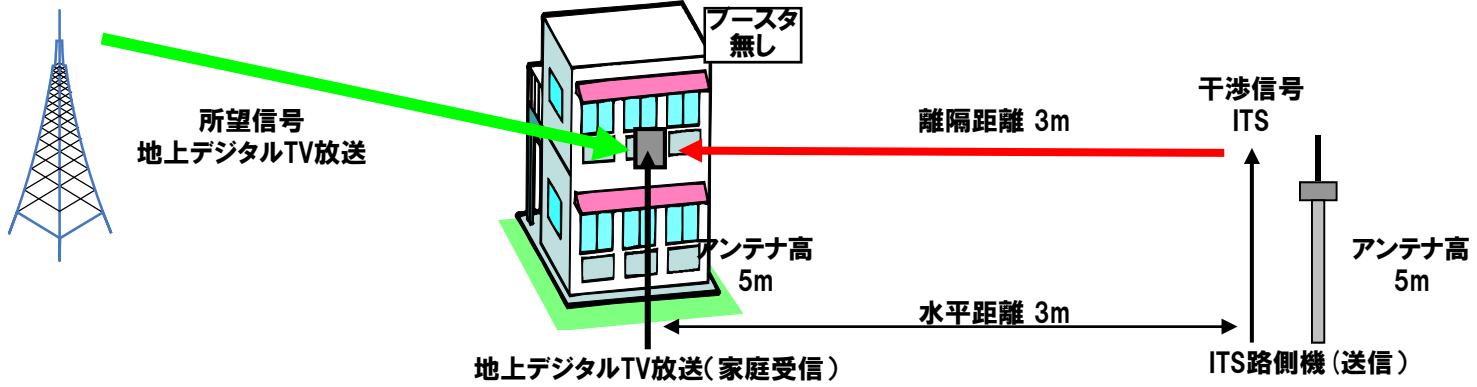 ブースタ
無し
所望信号
地上デジタルTV放送
離隔距離 3m
干渉信号
ITS
アンテナ高
5m
アンテナ高
5m
水平距離 3m
地上デジタルTV放送(家庭受信)
ITS路側機(送信)